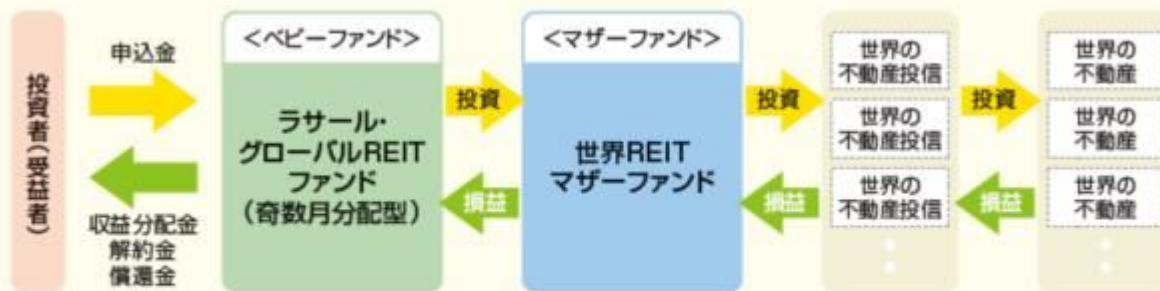 投資者(受益者)
申込金
収益分配金
解約金
償還金
<ベビーファンド>
ラサール・
グローバルREIT
ファンド
(奇数月分配型)
投資
損益
<マザーファンド>
世界REIT
マザーファンド
投資
損益
世界の
不動産投信
世界の
不動産投信
世界の
不動産投信
投資
損益
世界の
不動産
世界の
不動産
世界の
不動産